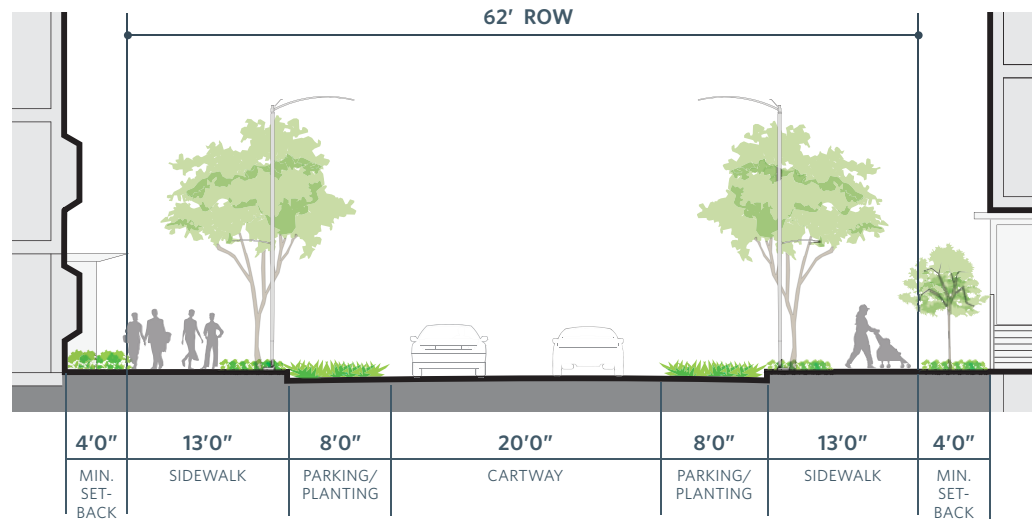 62’ ROW
4’0” 13’0” 8’0” 20’0” 8’0” 13’0” 4’0”
MIN. SIDEWALK PARKING/ CARTWAY PARKING/ SIDEWALK MIN.
SET- PLANTING PLANTING SET-
BACK BACK